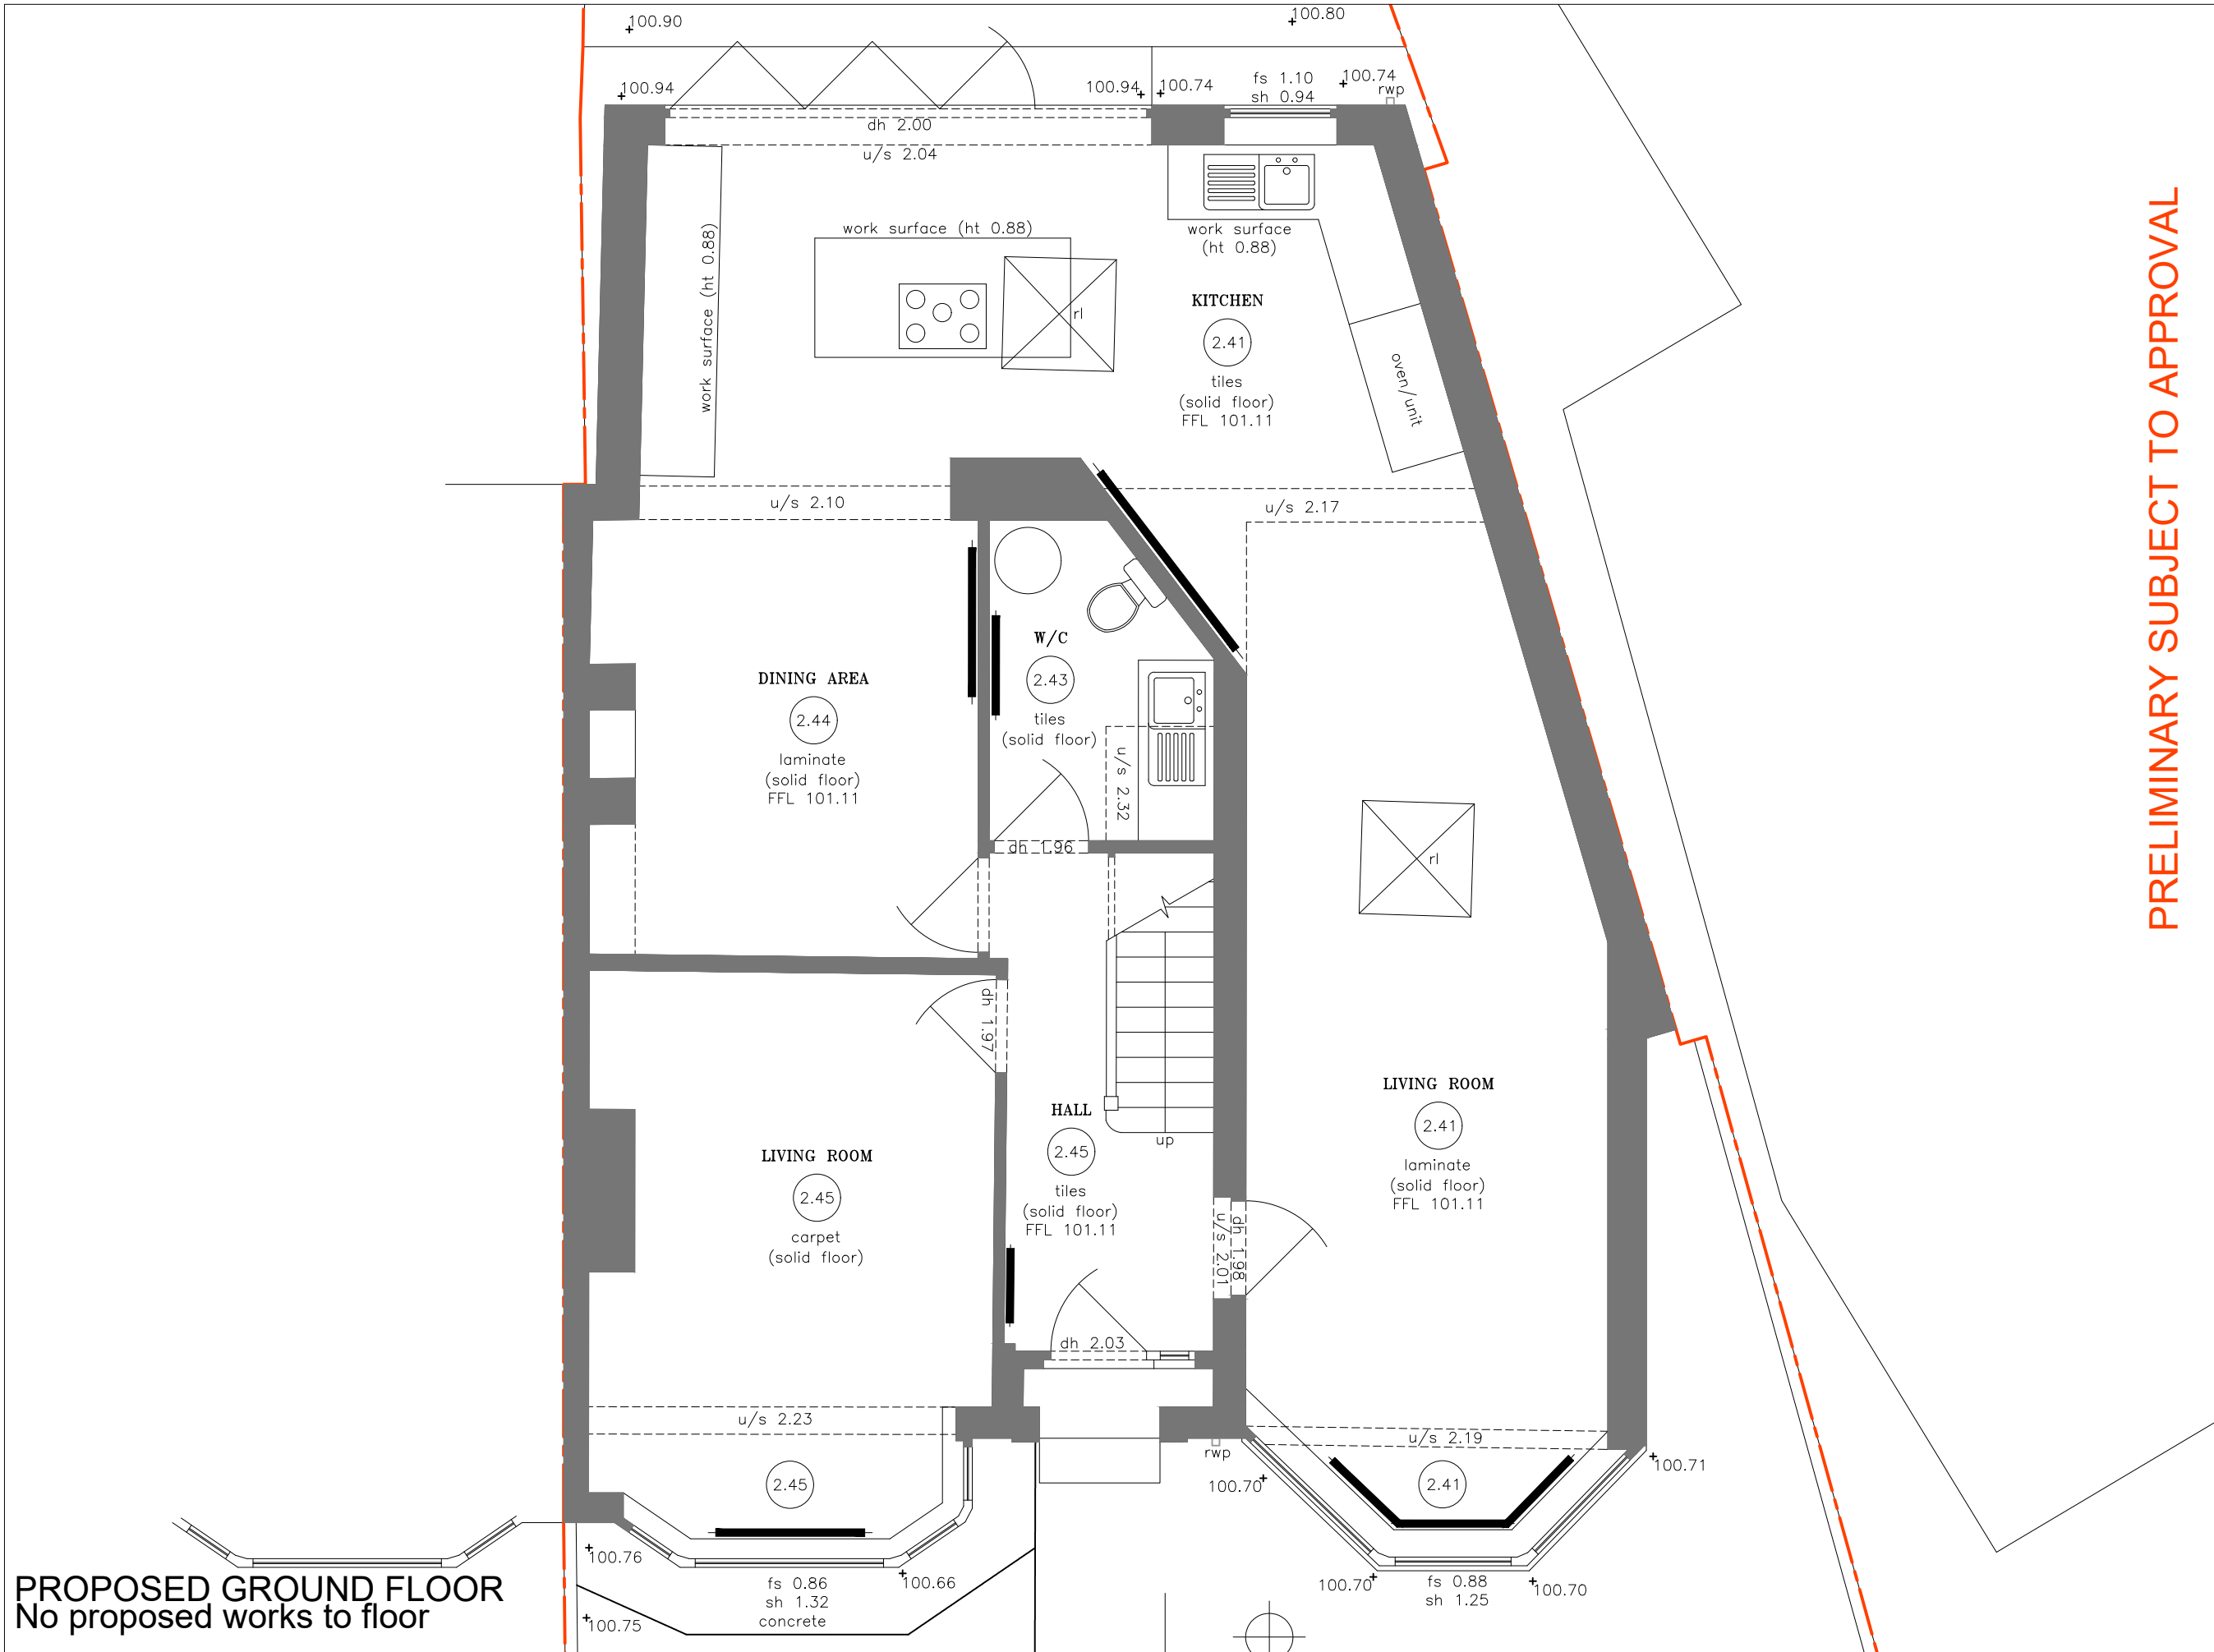 100.90
100.80
100.94
100.94
100.74
fs 1.10
sh 0.94
100.74
rwp
dh 2.00
u/s 2.04
work surface (ht 0.88)
work surface (ht 0.88)
work surface
(ht 0.88)
rl
KITCHEN
2.41
tiles
(solid floor)
FFL 101.11
oven/unit
u/s 2.10
u/s 2.17
W/C
2.43
tiles
(solid floor)
u/s 2.32
dh 1.96
DINING AREA
2.44
laminate
(solid floor)
FFL 101.11
rl
dh 1.97
HALL
2.45
tiles
(solid floor)
FFL 101.11
up
LIVING ROOM
2.45
carpet
(solid floor)
LIVING ROOM
2.41
laminate
(solid floor)
FFL 101.11
u/s 2.01
dh 1.98
dh 2.03
u/s 2.23
u/s 2.19
2.45
rwp
100.70
2.41
100.71
100.76
100.66
fs 0.86
sh 1.32
concrete
100.75
100.70
fs 0.88
sh 1.25
100.70
PROPOSED GROUND FLOOR
No proposed works to floor
PRELIMINARY SUBJECT TO APPROVAL